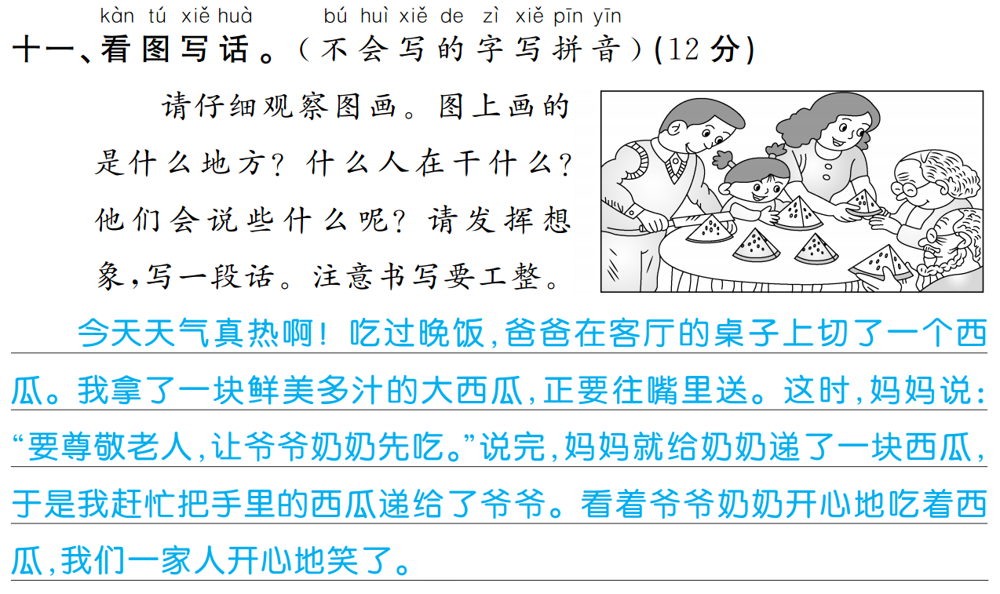 kàn tú xiě huà bú huì xiě de zì xiě pīn yīn
十一、看图写话。（不会写的字写拼音）(12分)
请仔细观察图画。图上画的
是什么地方？什么人在干什么？
他们会说些什么呢？请发挥想
象，写一段话。注意书写要工整。
今天天气真热啊！吃过晚饭，爸爸在客厅的桌子上切了一个西
瓜。我拿了一块鲜美多汁的大西瓜，正要往嘴里送。这时，妈妈说：
“要尊敬老人，让爷爷奶奶先吃。”说完，妈妈就给奶奶递了一块西瓜，
于是我赶忙把手里的西瓜递给了爷爷。看着爷爷奶奶开心地吃着西
瓜，我们一家人开心地笑了。